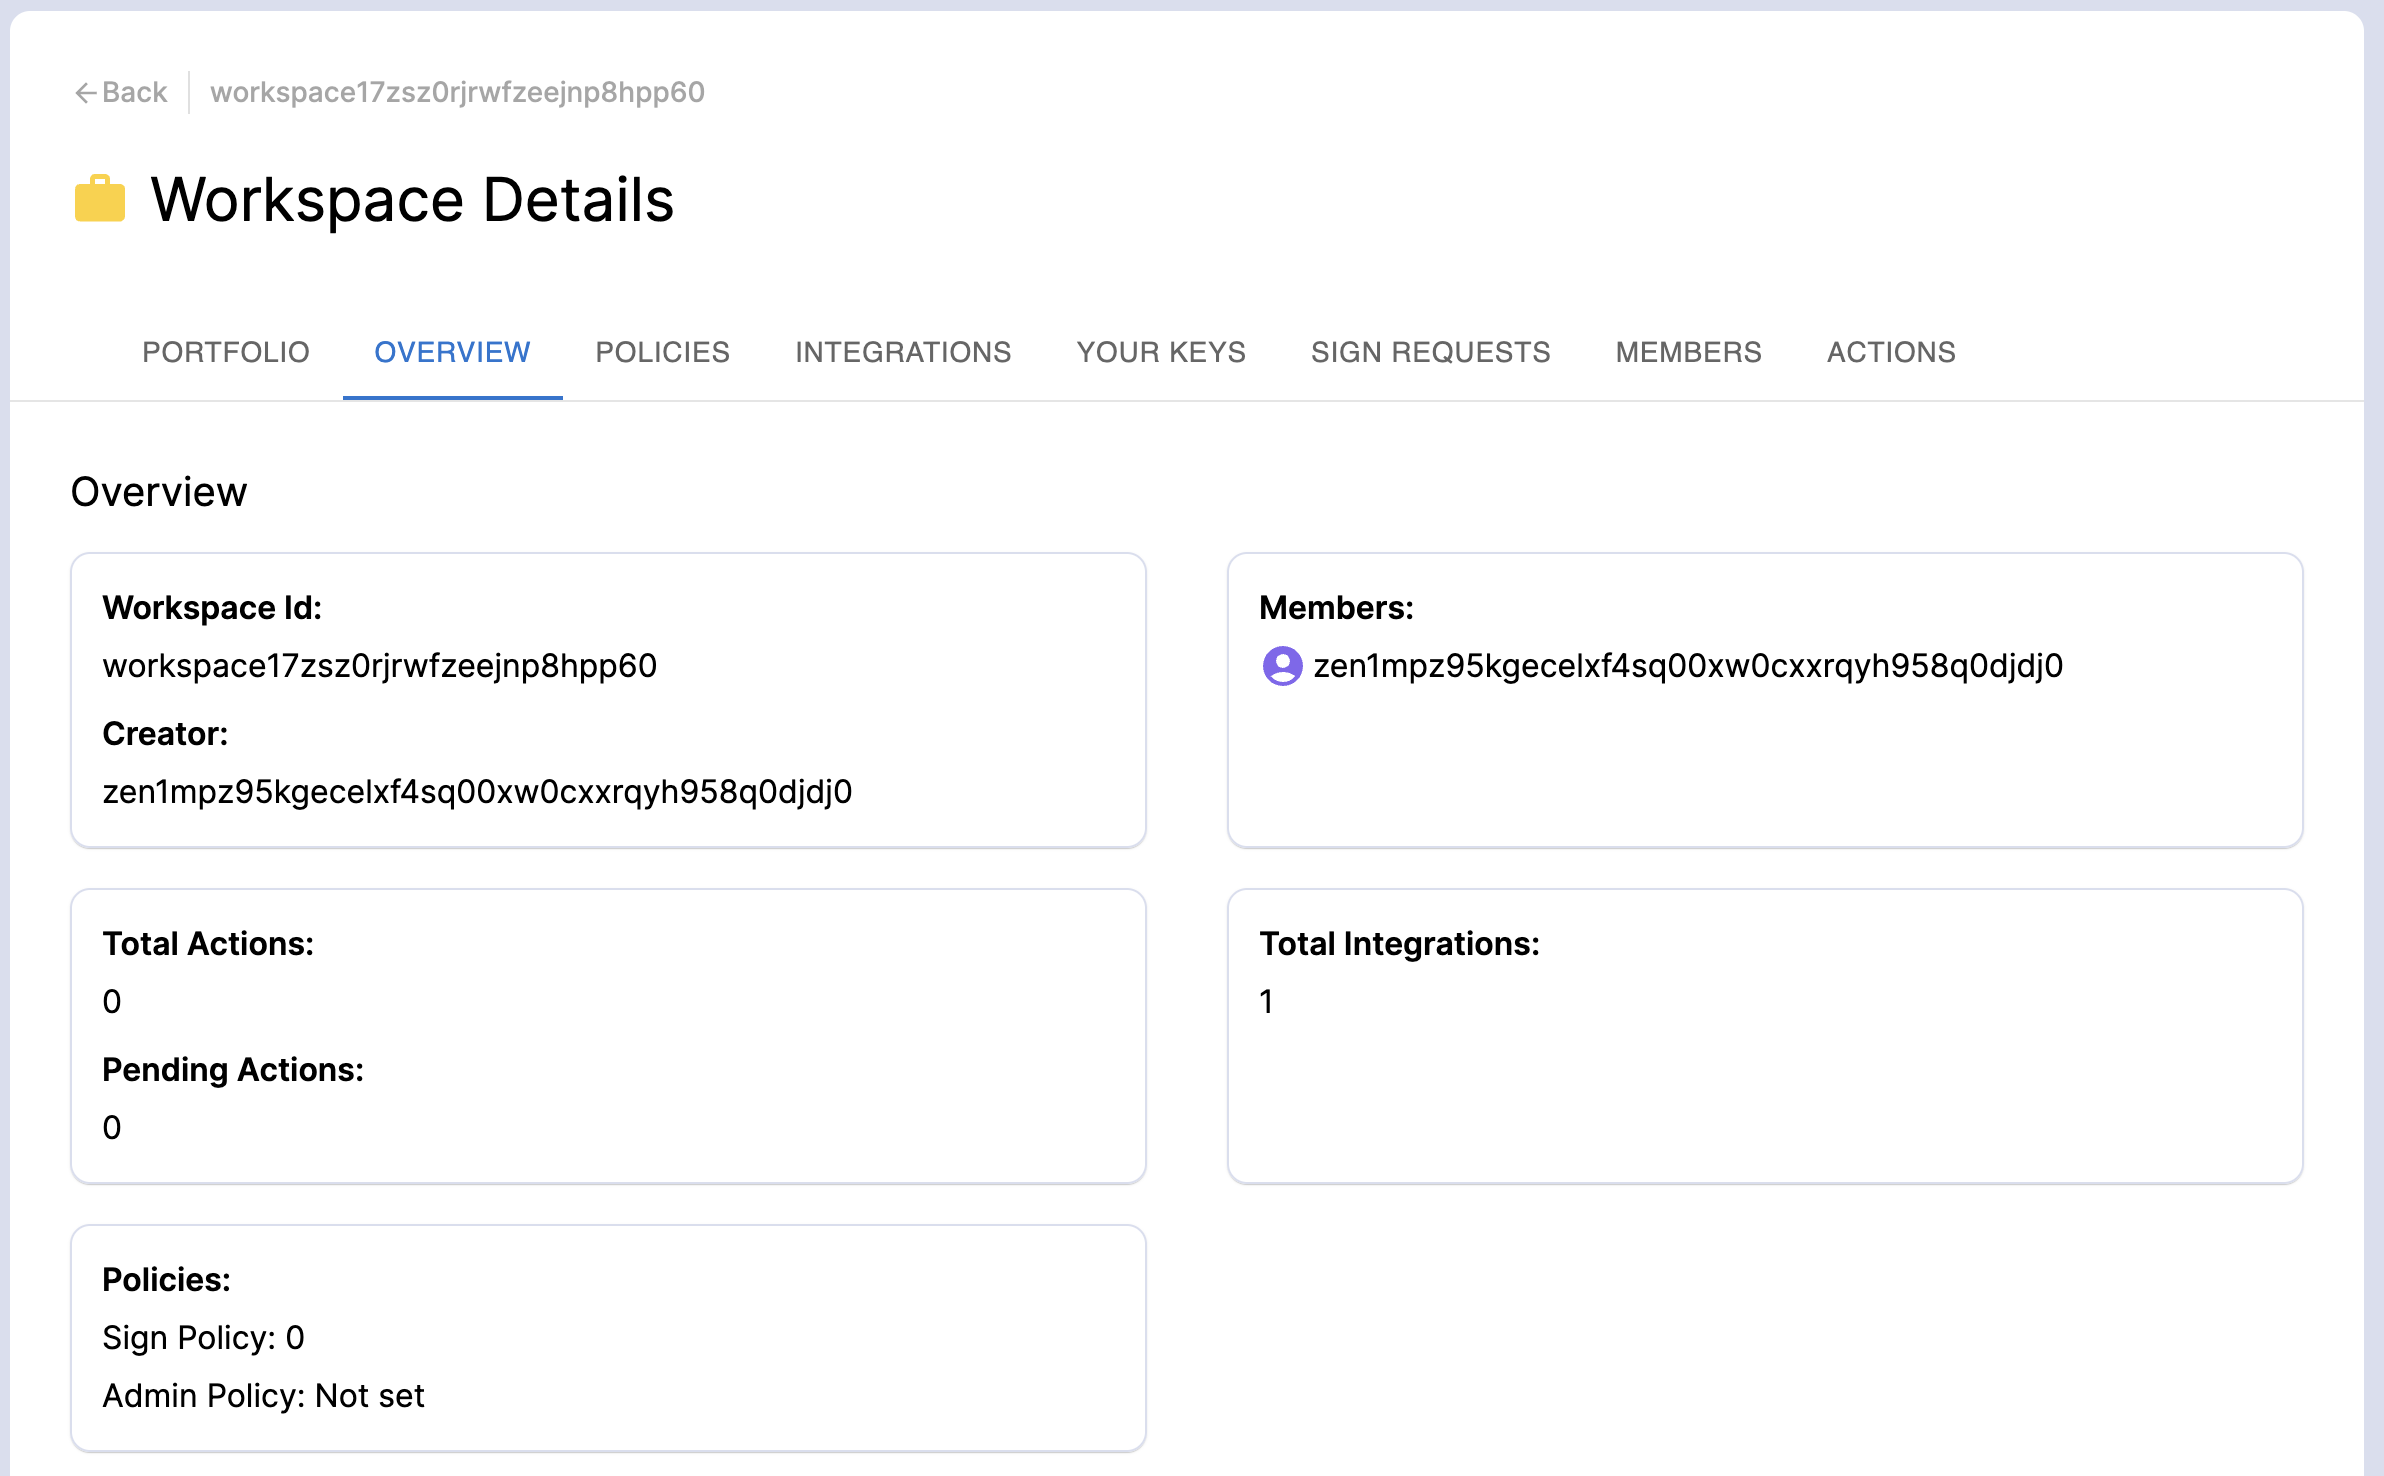 Back
workspace17zsz0rjrwfzeejnp8hpp60
Workspace Details
PORTFOLIO
OVERVIEW
POLICIES
INTEGRATIONS
YOUR KEYS
SIGN REQUESTS
MEMBERS
ACTIONS
Overview
Workspace Id:
workspace17zsz0rjrwfzeejnp8hpp60
Creator:
zen1mpz95kgecelxf4sq00xw0cxxrqyh958q0djdj0
Members:
zen1mpz95kgecelxf4sq00xw0cxxrqyh958q0djdj0
Total Actions:
0
Pending Actions:
0
Total Integrations:
1
Policies:
Sign Policy: 0
Admin Policy: Not set